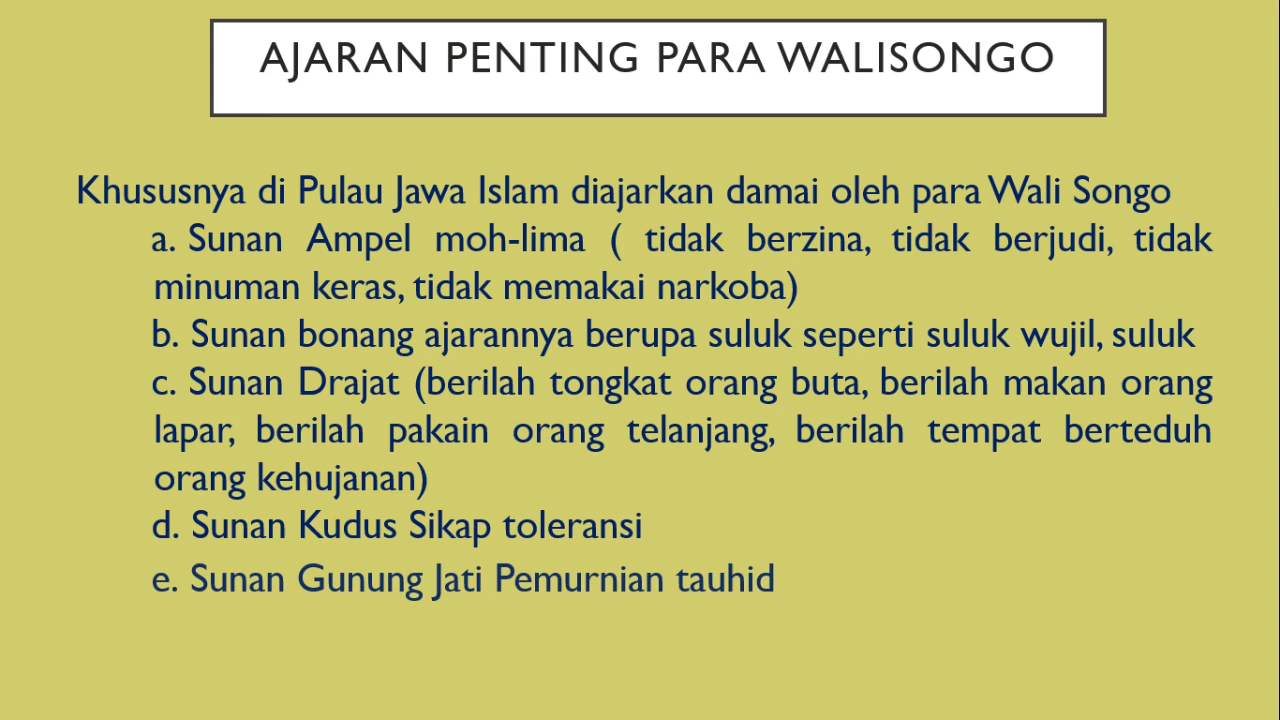 AJARAN PENTING PARA WALISONGO
Khususnya di Pulau Jawa Islam diajarkan damai oleh para Wali Songo
a. Sunan Ampel moh-lima ( tidak berzina, tidak berjudi, tidak
minuman keras, tidak memakai narkoba)
b. Sunan bonang ajarannya berupa suluk seperti suluk wujil, suluk
c. Sunan Drajat (berilah tongkat orang buta, berilah makan orang
lapar, berilah pakain orang telanjang, berilah tempat berteduh
orang kehujanan)
d. Sunan Kudus Sikap toleransi
e. Sunan Gunung Jati Pemurnian tauhid